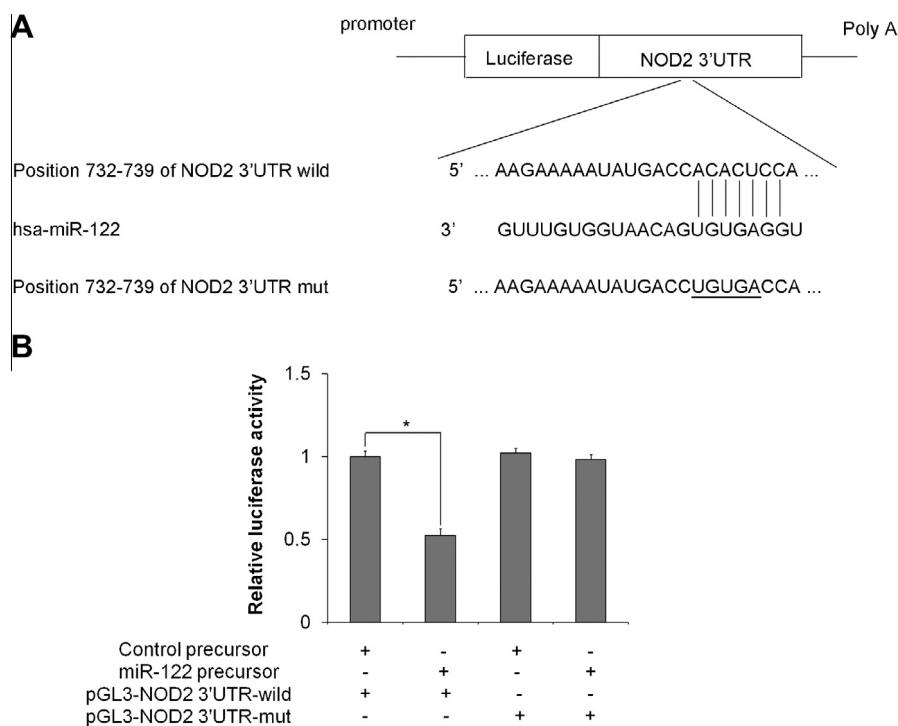 A
promoter
Poly A
Luciferase NOD2 3'UTR
Position 732-739 of NOD2 3'UTR wild 5' ... AAGAAAAAUAUGACCACACUCCA ...
hsa-miR-122 3' GUUUGUGGUAACAGUGUGAGGU
Position 732-739 of NOD2 3'UTR mut 5' ... AAGAAAAAUAUGACCUGUGACCA ...
B
Relative luciferase activity
1.5
1
0.5
0
*
Control precursor + - + -
miR-122 precursor - + - +
pGL3-NOD2 3'UTR-wild + + - -
pGL3-NOD2 3'UTR-mut - - + +